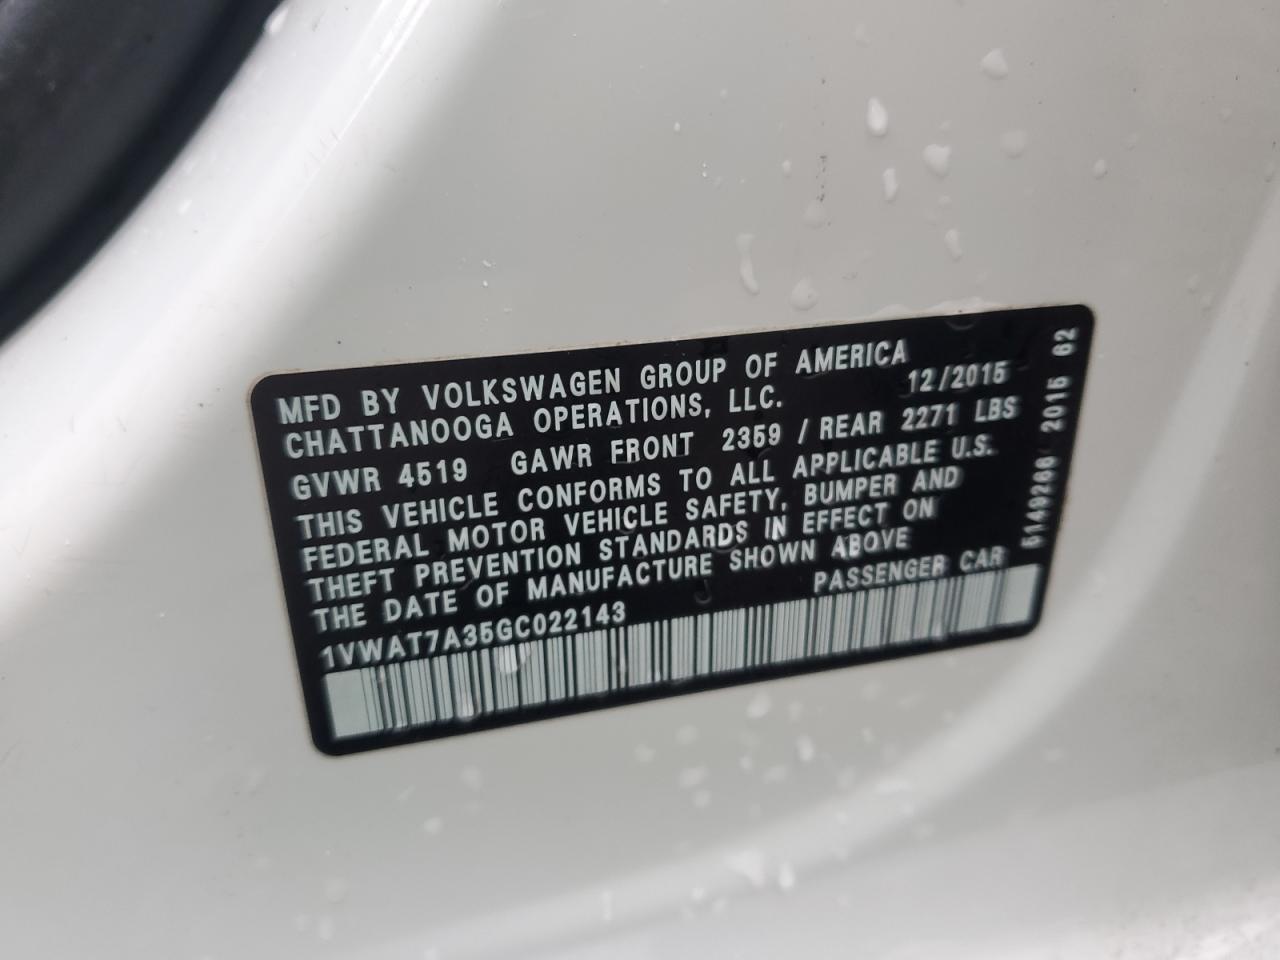 MFD BY VOLKSWAGEN GROUP OF AMERICA
CHATTANOOGA OPERATIONS, LLC. 12/2015
GVWR 4519 GAWR FRONT 2359 / REAR 2271 LBS
THIS VEHICLE CONFORMS TO ALL APPLICABLE U.S.
FEDERAL MOTOR VEHICLE SAFETY, BUMPER AND
THEFT PREVENTION STANDARDS IN EFFECT ON
THE DATE OF MANUFACTURE SHOWN ABOVE
1VWAT7A35GC022143 PASSENGER CAR
5149266 2015 62